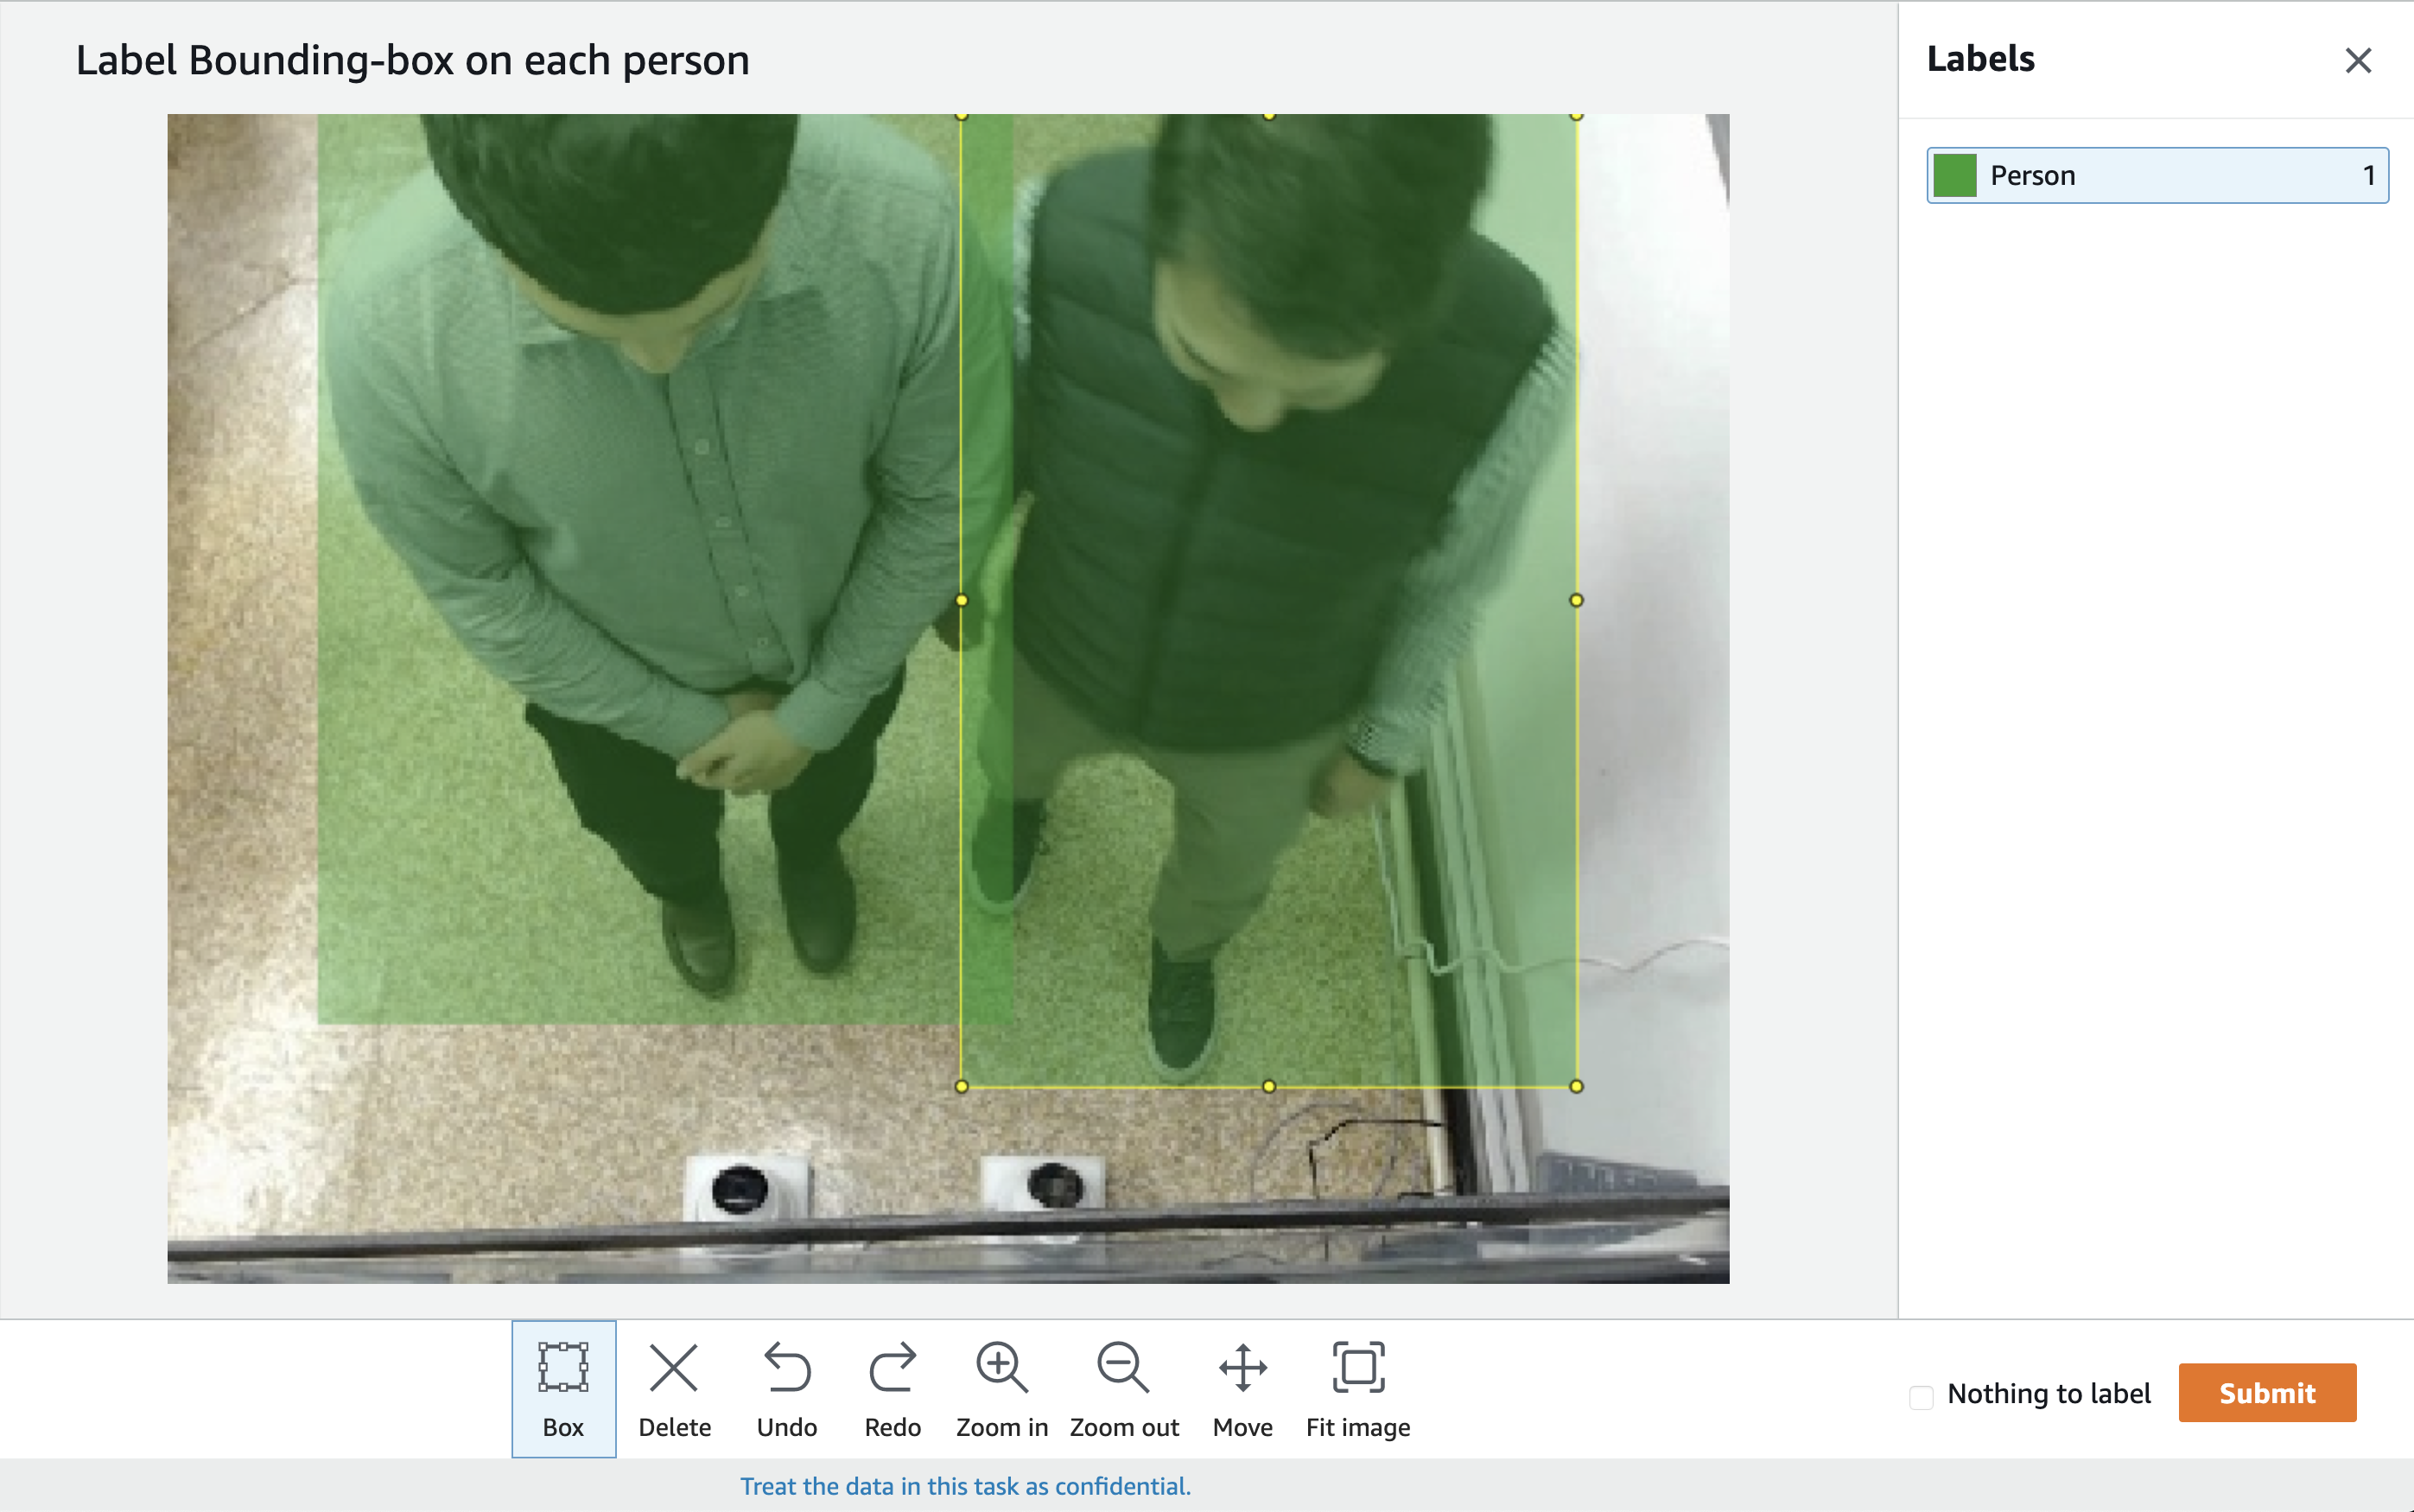 Label Bounding-box on each person
Labels
Person 1
Box Delete Undo Redo Zoom in Zoom out Move Fit image
Nothing to label Submit
Treat the data in this task as confidential.